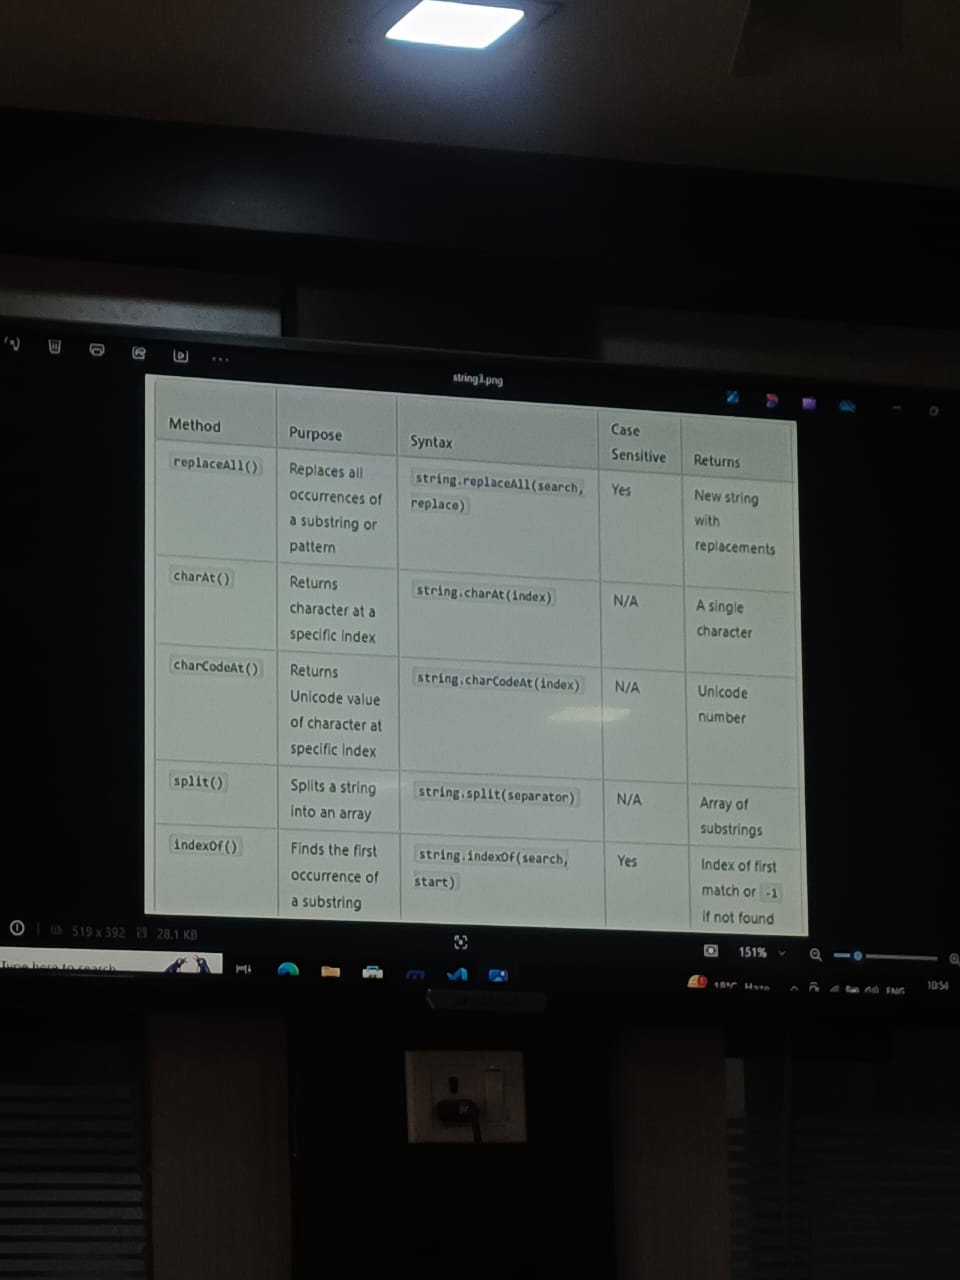 string1.png
Method Purpose Syntax Case Sensitive Returns
replaceAll() Replaces all occurrences of a substring or pattern string.replaceAll(search, replace) Yes New string with replacements
charAt() Returns character at a specific index string.charAt(index) N/A A single character
charCodeAt() Returns Unicode value of character at specific index string.charCodeAt(index) N/A Unicode number
split() Splits a string into an array string.split(separator) N/A Array of substrings
indexOf() Finds the first occurrence of a substring string.indexOf(search, start) Yes Index of first match or -1 if not found
519 x 392 28.1 KB 151%
Type here to search 18°C Haze ENG 10:54